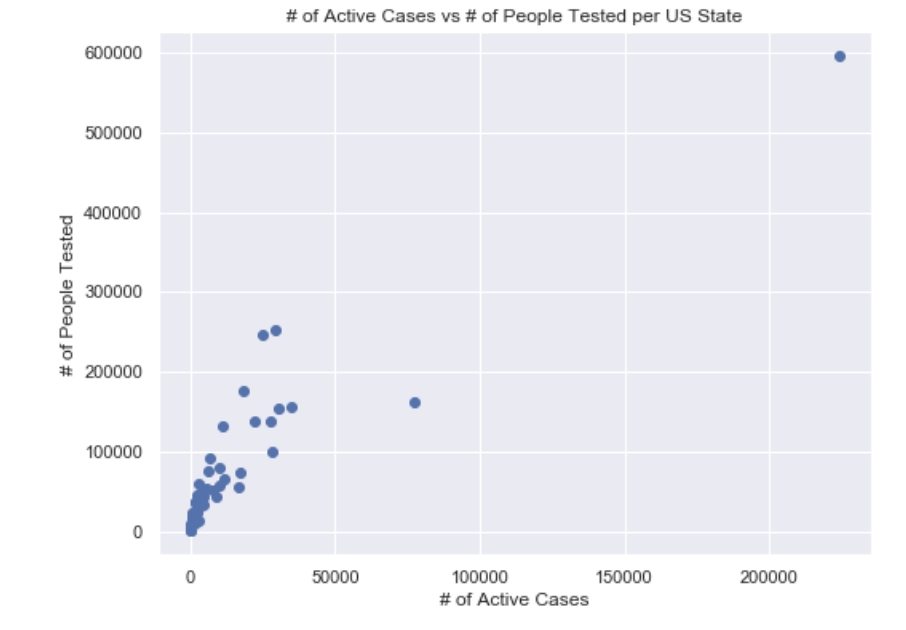 # of Active Cases vs # of People Tested per US State
600000
500000
400000
300000
200000
100000
0
# of People Tested
0 50000 100000 150000 200000
# of Active Cases